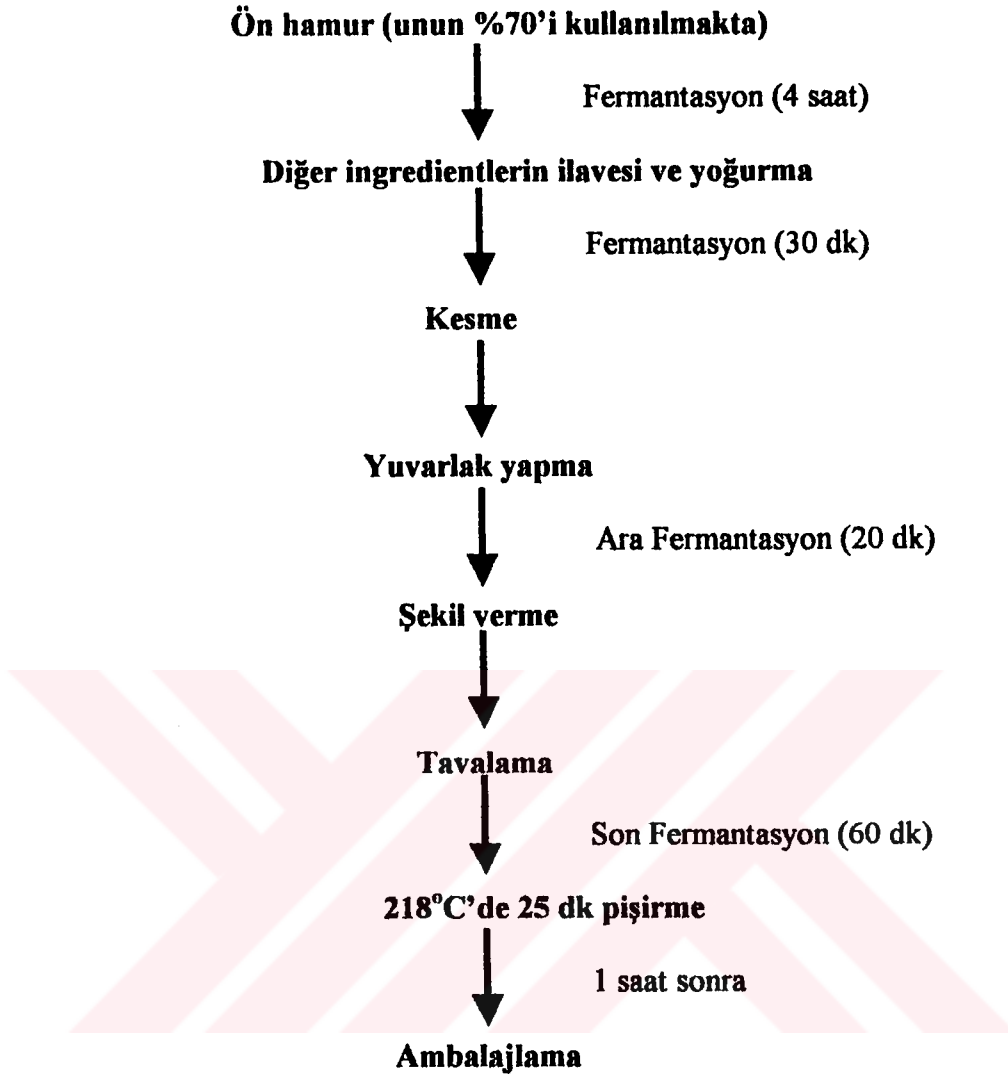 Ön hamur (unun %70'i kullanılmakta)
Fermantasyon (4 saat)
Diğer ingredientlerin ilavesi ve yoğurma
Fermantasyon (30 dk)
Kesme
Yuvarlak yapma
Ara Fermantasyon (20 dk)
Şekil verme
Tavalama
Son Fermantasyon (60 dk)
218°C'de 25 dk pişirme
1 saat sonra
Ambalajlama